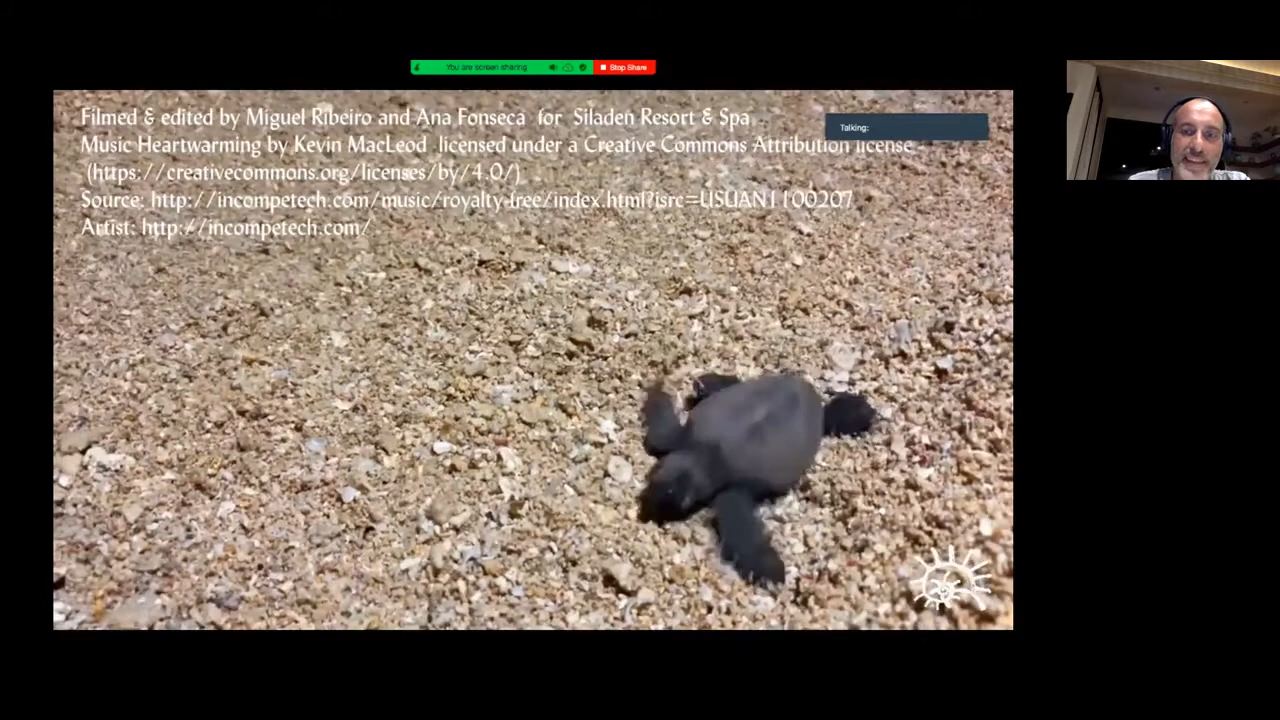 You are screen sharing
Stop Share
Filmed & edited by Miguel Ribeiro and Ana Fonseca for Siladen Resort & Spa
Talking:
Music Heartwarming by Kevin MacLeod licensed under a Creative Commons Attribution license -
(https://creativecommons.org/licenses/by/4.0/)
Source: http://incompetech.com/music/royalty-free/index.html?isrc=USUAN1100207
Artist: http://incompetech.com/